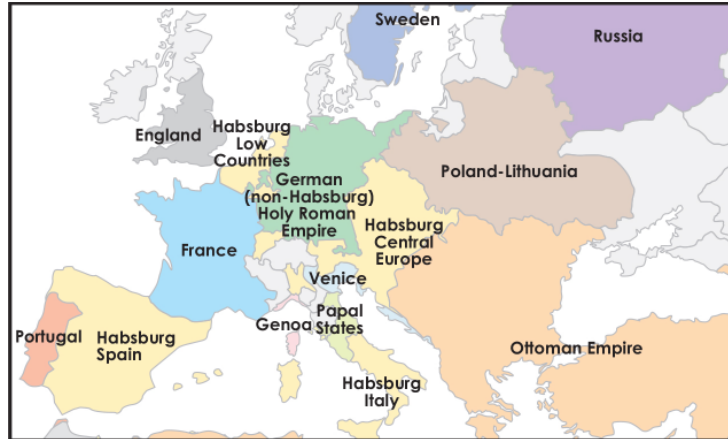 Sweden
Russia
England
Habsburg
Low
Countries
Poland-Lithuania
German
(non-Habsburg)
Holy Roman
Empire
France
Habsburg
Central
Europe
Venice
Portugal
Habsburg
Spain
Genoa
Papal
States
Ottoman Empire
Habsburg
Italy